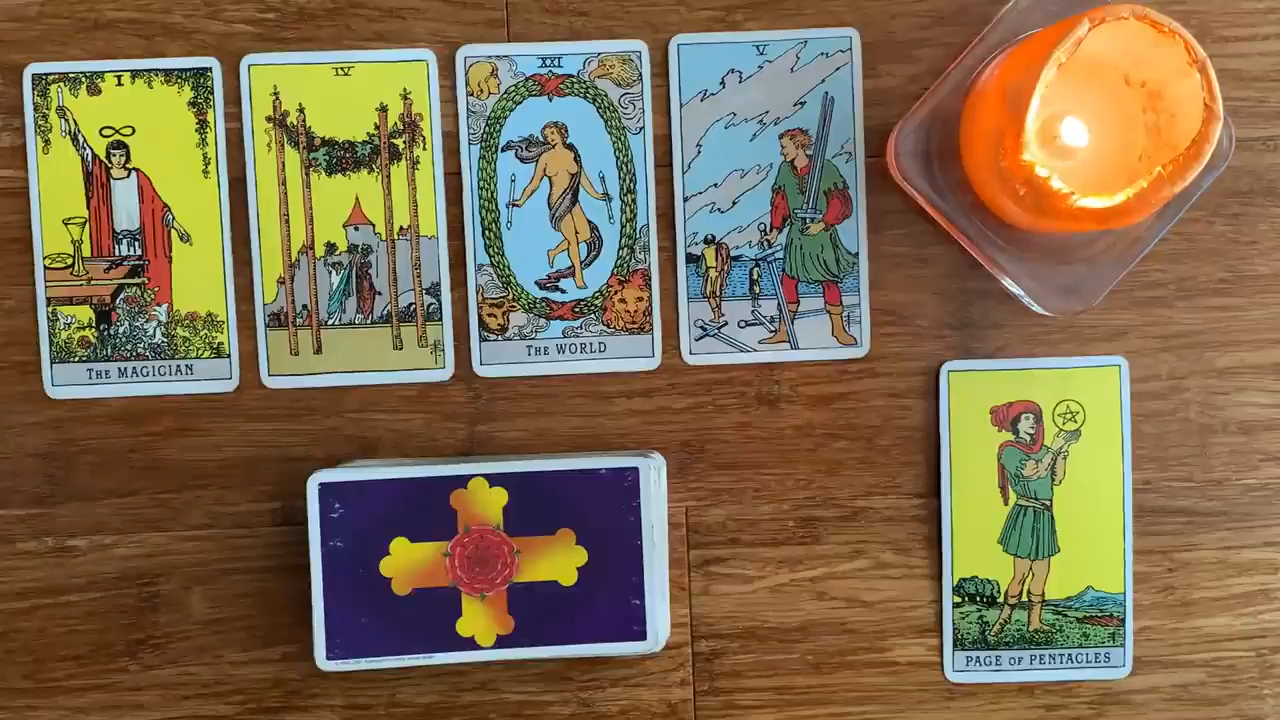 I
THE MAGICIAN
IV
XXI
THE WORLD
V
PAGE OF PENTACLES